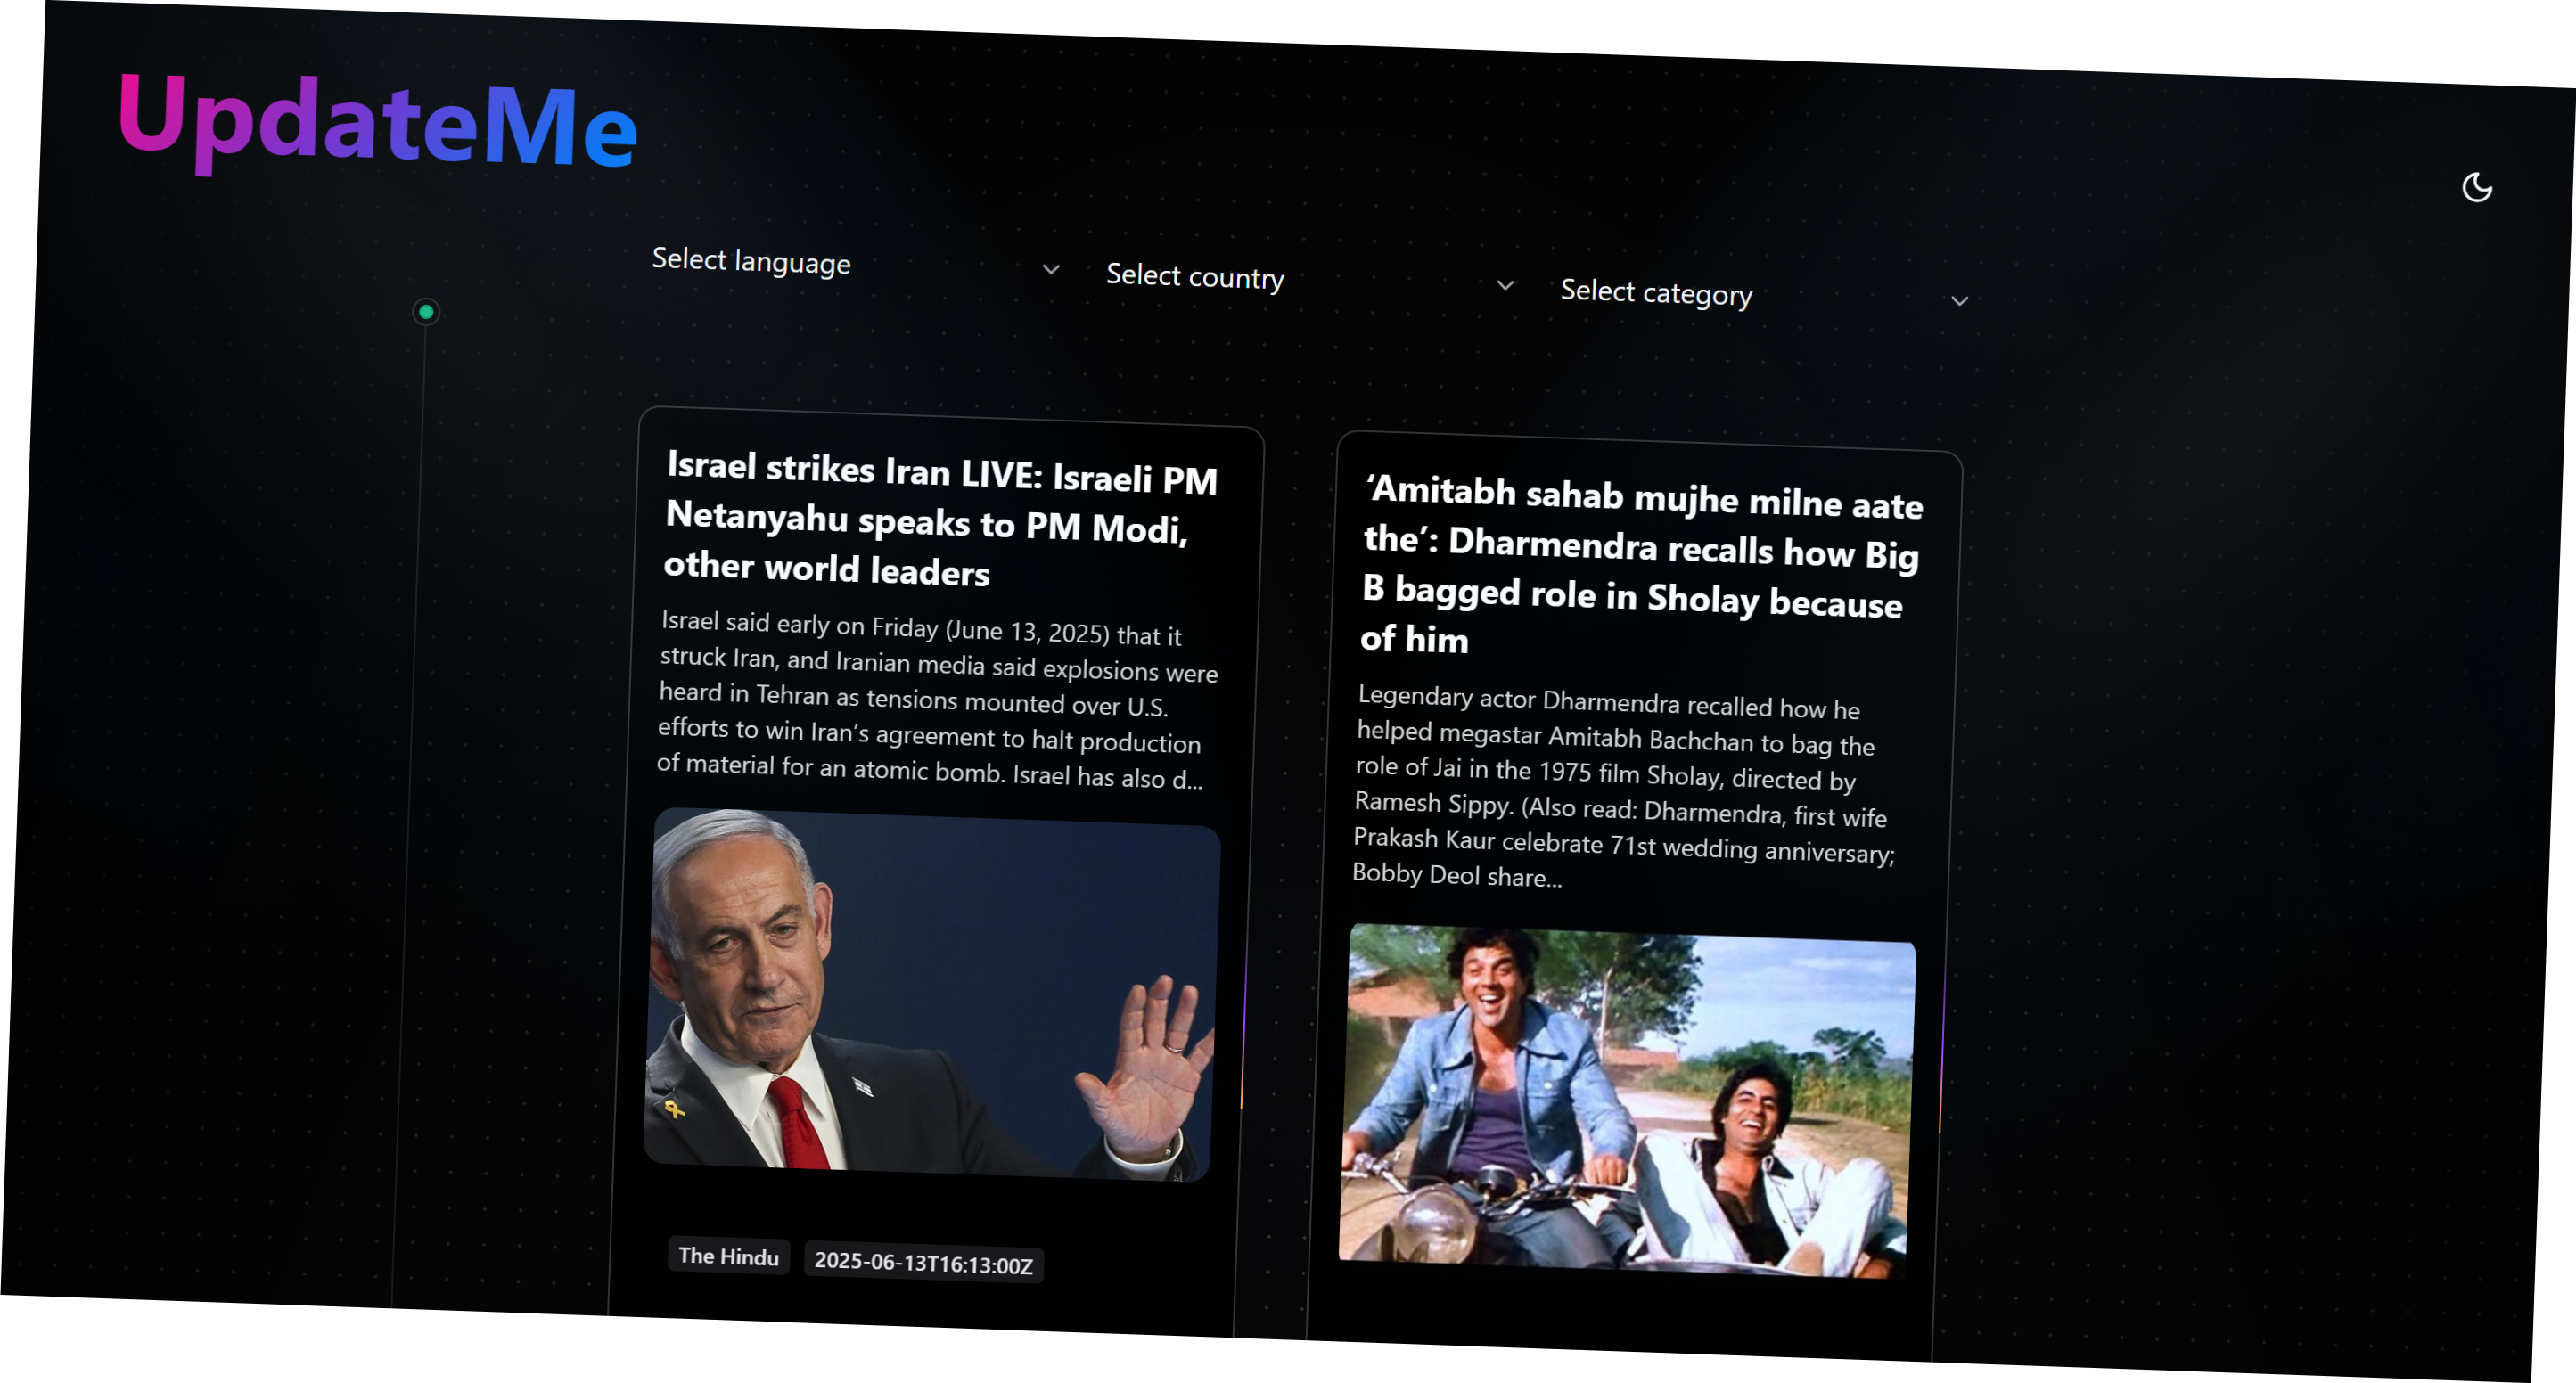 UpdateMe
Select language
Select country
Select category
Israel strikes Iran LIVE: Israeli PM
Netanyahu speaks to PM Modi,
other world leaders
Israel said early on Friday (June 13, 2025) that it
struck Iran, and Iranian media said explosions were
heard in Tehran as tensions mounted over U.S.
efforts to win Iran’s agreement to halt production
of material for an atomic bomb. Israel has also d...
The Hindu
2025-06-13T16:13:00Z
‘Amitabh sahab mujhe milne aate
the’: Dharmendra recalls how Big
B bagged role in Sholay because
of him
Legendary actor Dharmendra recalled how he
helped megastar Amitabh Bachchan to bag the
role of Jai in the 1975 film Sholay, directed by
Ramesh Sippy. (Also read: Dharmendra, first wife
Prakash Kaur celebrate 71st wedding anniversary;
Bobby Deol share...